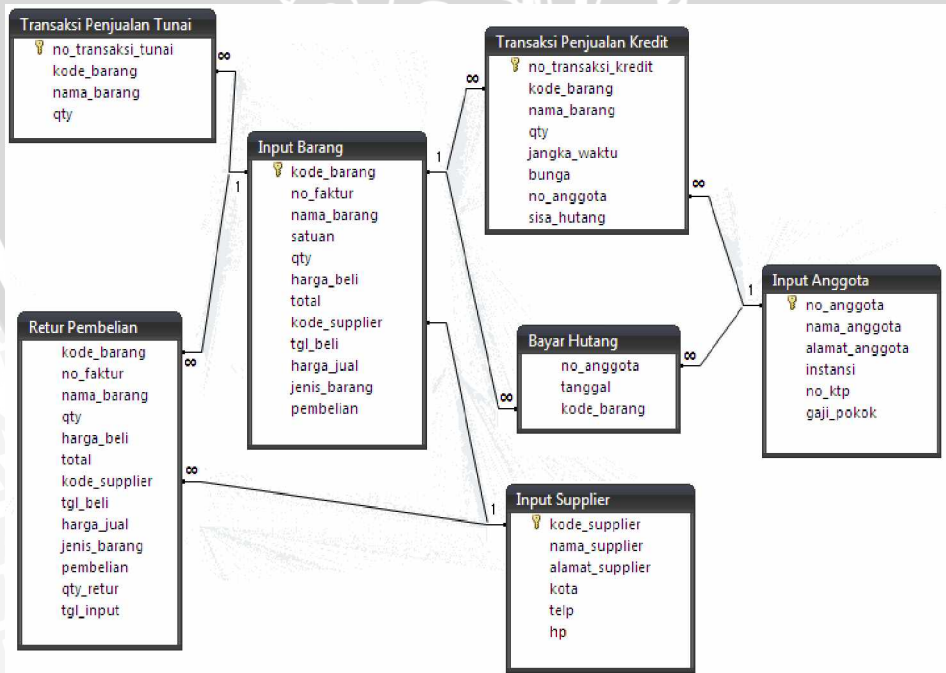 Transaksi Penjualan Tunai
no_transaksi_tunai
kode_barang
nama_barang
qty
∞
1
Transaksi Penjualan Kredit
no_transaksi_kredit
kode_barang
nama_barang
qty
jangka_waktu
bunga
no_anggota
sisa_hutang
∞
1
∞
1
Input Barang
kode_barang
no_faktur
nama_barang
satuan
qty
harga_beli
total
kode_supplier
tgl_beli
harga_jual
jenis_barang
pembelian
Input Anggota
no_anggota
nama_anggota
alamat_anggota
instansi
no_ktp
gaji_pokok
Retur Pembelian
kode_barang
no_faktur
nama_barang
qty
harga_beli
total
kode_supplier
tgl_beli
harga_jual
jenis_barang
pembelian
qty_retur
tgl_input
∞
∞
Bayar Hutang
no_anggota
tanggal
kode_barang
∞
∞
1
Input Supplier
kode_supplier
nama_supplier
alamat_supplier
kota
telp
hp